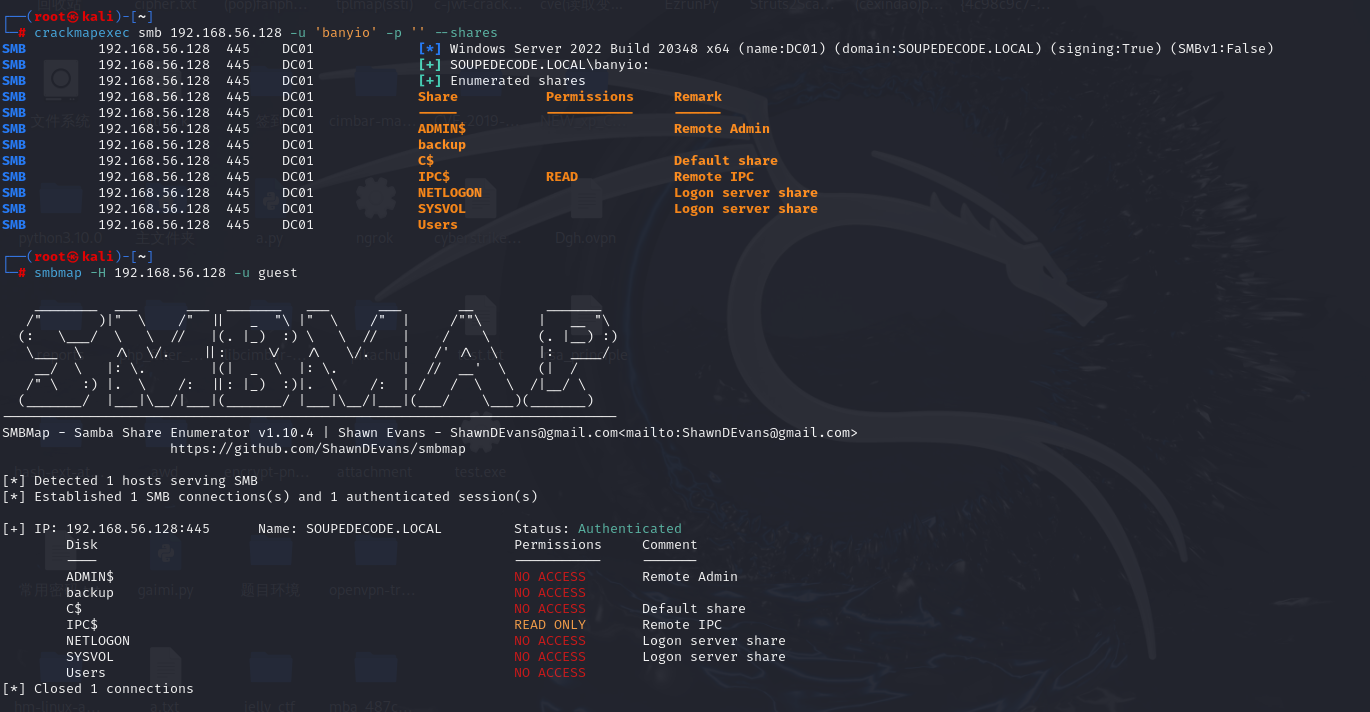 ┌──(root㉿kali)-[~]
└─# crackmapexec smb 192.168.56.128 -u 'banyio' -p '' --shares
SMB 192.168.56.128 445 DC01 [*] Windows Server 2022 Build 20348 x64 (name:DC01) (domain:SOUPEDECODE.LOCAL) (signing:True) (SMBv1:False)
SMB 192.168.56.128 445 DC01 [+] SOUPEDECODE.LOCAL\banyio:
SMB 192.168.56.128 445 DC01 [+] Enumerated shares
SMB 192.168.56.128 445 DC01 Share Permissions Remark
SMB 192.168.56.128 445 DC01 ----- ----------- ------
SMB 192.168.56.128 445 DC01 ADMIN$ Remote Admin
SMB 192.168.56.128 445 DC01 backup
SMB 192.168.56.128 445 DC01 C$ Default share
SMB 192.168.56.128 445 DC01 IPC$ READ Remote IPC
SMB 192.168.56.128 445 DC01 NETLOGON Logon server share
SMB 192.168.56.128 445 DC01 SYSVOL Logon server share
SMB 192.168.56.128 445 DC01 Users
┌──(root㉿kali)-[~]
└─# smbmap -H 192.168.56.128 -u guest
SMBMap - Samba Share Enumerator v1.10.4 | Shawn Evans - ShawnDEvans@gmail.com<mailto:ShawnDEvans@gmail.com>
https://github.com/ShawnDEvans/smbmap
[*] Detected 1 hosts serving SMB
[*] Established 1 SMB connections(s) and 1 authenticated session(s)
[+] IP: 192.168.56.128:445 Name: SOUPEDECODE.LOCAL Status: Authenticated
Disk Permissions Comment
---- ----------- -------
ADMIN$ NO ACCESS Remote Admin
backup NO ACCESS
C$ NO ACCESS Default share
IPC$ READ ONLY Remote IPC
NETLOGON NO ACCESS Logon server share
SYSVOL NO ACCESS Logon server share
Users NO ACCESS
[*] Closed 1 connections